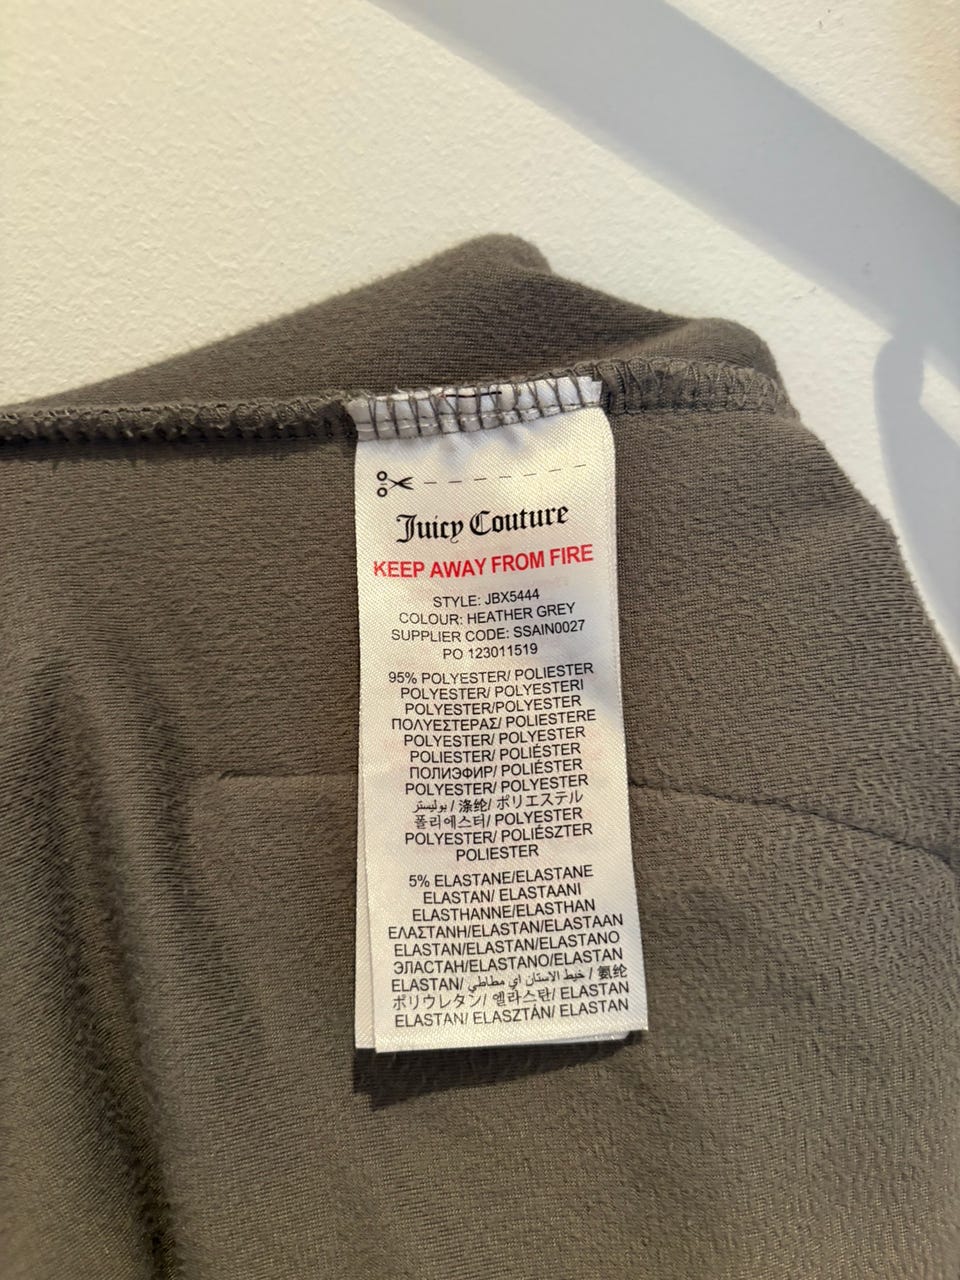 Juicy Couture
KEEP AWAY FROM FIRE
STYLE: JBX5444
COLOUR: HEATHER GREY
SUPPLIER CODE: SSAIN0027
PO 123011519
95% POLYESTER/ POLIESTER
POLYESTER/ POLYESTERI
POLYESTER/POLYESTER
ΠΟΛΥΕΣΤΕΡΑΣ/ POLIESTERE
POLYESTER/ POLYESTER
POLIESTER/ POLIÉSTER
ПОЛИЭФИР/ POLIÉSTER
POLYESTER/ POLYESTER
بوليستر / 涤纶/ ポリエステル
폴리에스터/ POLYESTER
POLYESTER/ POLIÉSZTER
POLIESTER
5% ELASTANE/ELASTANE
ELASTAN/ ELASTAANI
ELASTHANNE/ELASTHAN
ΕΛΑΣΤΑΝΗ/ELASTAN/ELASTAAN
ELASTAN/ELASTAN/ELASTANO
ЭЛАСТАН/ELASTANO/ELASTAN
ELASTAN/ خيط الاستان اي مطاطي / 氨纶
ポリウレタン/ 엘라스탄/ ELASTAN
ELASTAN/ ELASZTÁN/ ELASTAN